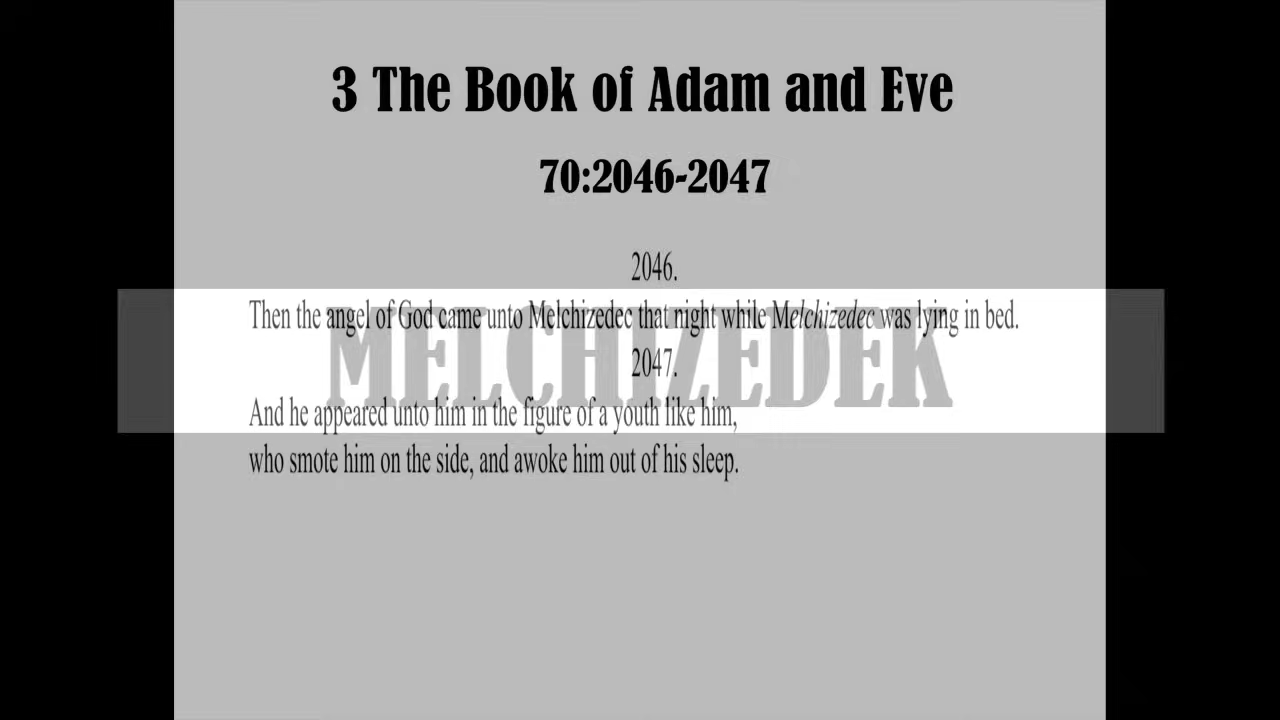 3 The Book of Adam and Eve
70:2046-2047
2046.
Then the angel of God came unto Melchizedec that night while Melchizedec was lying in bed.
MELCHIZEDEK
2047.
And he appeared unto him in the figure of a youth like him,
who smote him on the side, and awoke him out of his sleep.